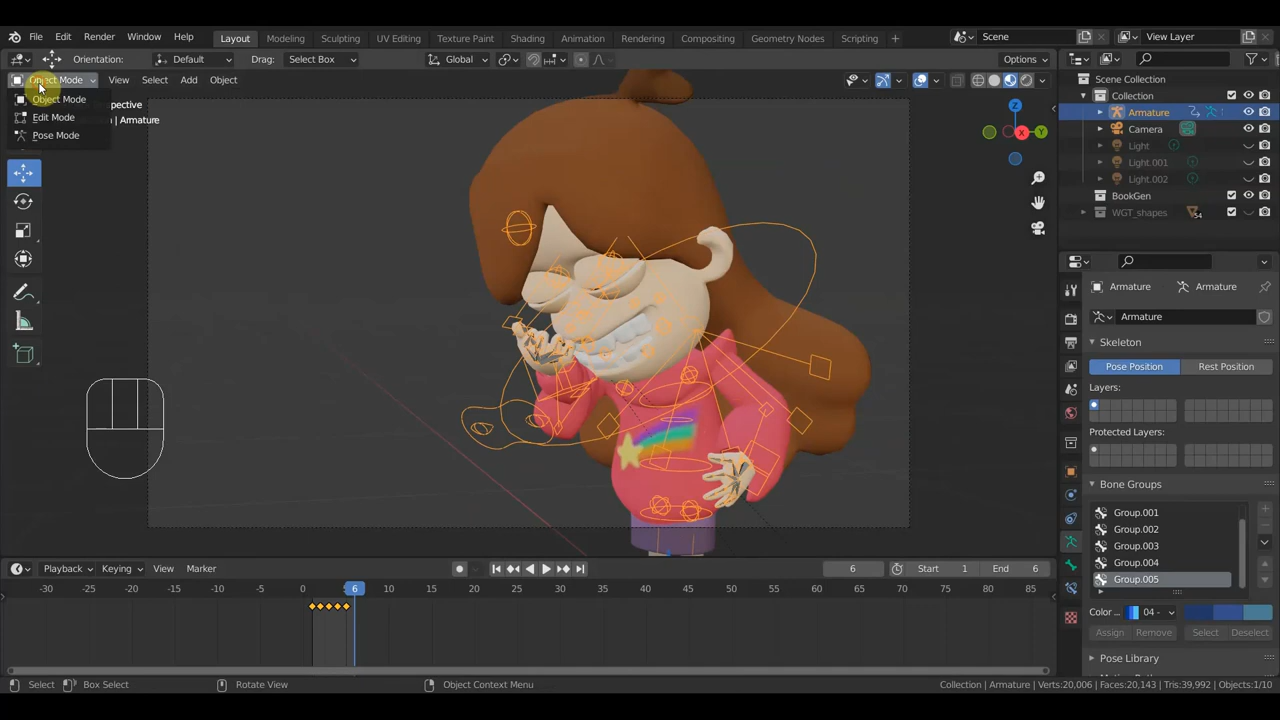 File Edit Render Window Help Layout Modeling Sculpting UV Editing Texture Paint Shading Animation Rendering Compositing Geometry Nodes Scripting + Scene View Layer
Orientation: Default Drag: Select Box Global Options
Object Mode View Select Add Object
Scene Collection
Object Mode
Collection
Edit Mode
| Armature
Armature
Pose Mode
Camera
Light
Light.001
Light.002
BookGen
WGT_shapes
54
Armature Armature
Armature
Skeleton
Pose Position Rest Position
Layers:
Protected Layers:
Bone Groups
Group.001
Group.002
Group.003
Group.004
Group.005
Playback Keying View Marker 6 Start 1 End 6
-30 -25 -20 -15 -10 -5 0 6 10 15 20 25 30 35 40 45 50 55 60 65 70 75 80 85
Color ... 04 -
Assign Remove Select Deselect
Pose Library
Select Box Select Rotate View Object Context Menu Collection | Armature | Verts:20,006 | Faces:20,143 | Tris:39,992 | Objects:1/10